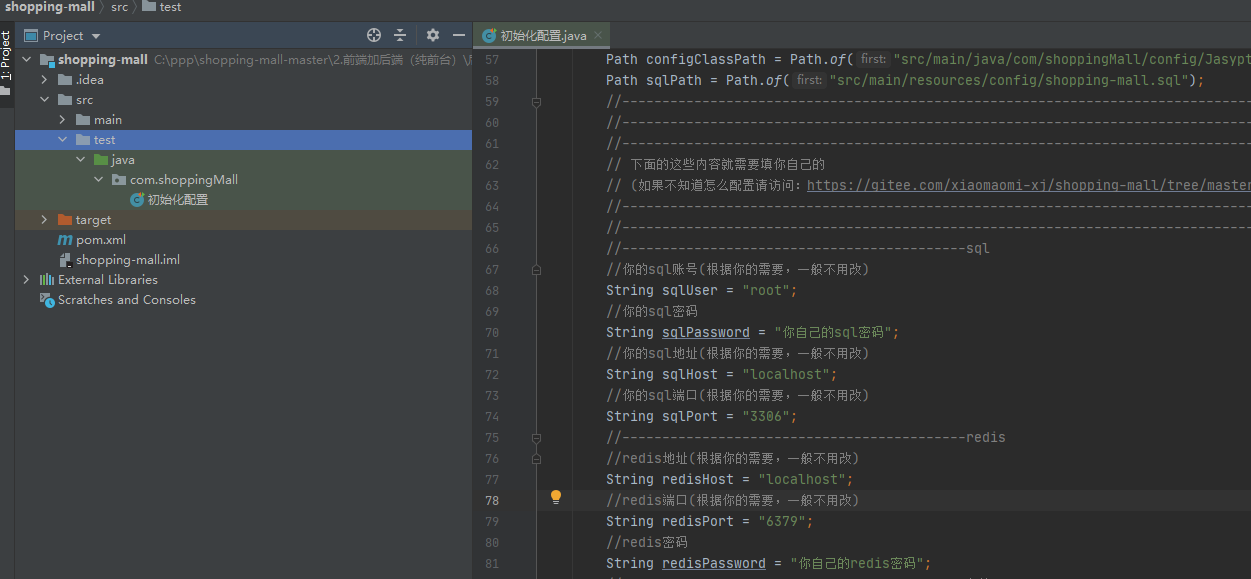 shopping-mall src test
1: Project
Project
shopping-mall C:\ppp\shopping-mall-master\2.前端加后端（纯前台）\
.idea
src
main
test
java
com.shoppingMall
初始化配置
target
pom.xml
shopping-mall.iml
External Libraries
Scratches and Consoles
初始化配置.java
57 Path configClassPath = Path.of( first: "src/main/java/com/shoppingMall/config/Jasypt
58 Path sqlPath = Path.of( first: "src/main/resources/config/shopping-mall.sql");
59 //--------------------------------------------------------------------------------
60 //--------------------------------------------------------------------------------
61 //--------------------------------------------------------------------------------
62 // 下面的这些内容就需要填你自己的
63 // (如果不知道怎么配置请访问：https://gitee.com/xiaomaomi-xj/shopping-mall/tree/master
64 //--------------------------------------------------------------------------------
65 //--------------------------------------------------------------------------------
66 //-------------------------------------------sql
67 //你的sql账号(根据你的需要，一般不用改)
68 String sqlUser = "root";
69 //你的sql密码
70 String sqlPassword = "你自己的sql密码";
71 //你的sql地址(根据你的需要，一般不用改)
72 String sqlHost = "localhost";
73 //你的sql端口(根据你的需要，一般不用改)
74 String sqlPort = "3306";
75 //-------------------------------------------redis
76 //redis地址(根据你的需要，一般不用改)
77 String redisHost = "localhost";
78 //redis端口(根据你的需要，一般不用改)
79 String redisPort = "6379";
80 //redis密码
81 String redisPassword = "你自己的redis密码";